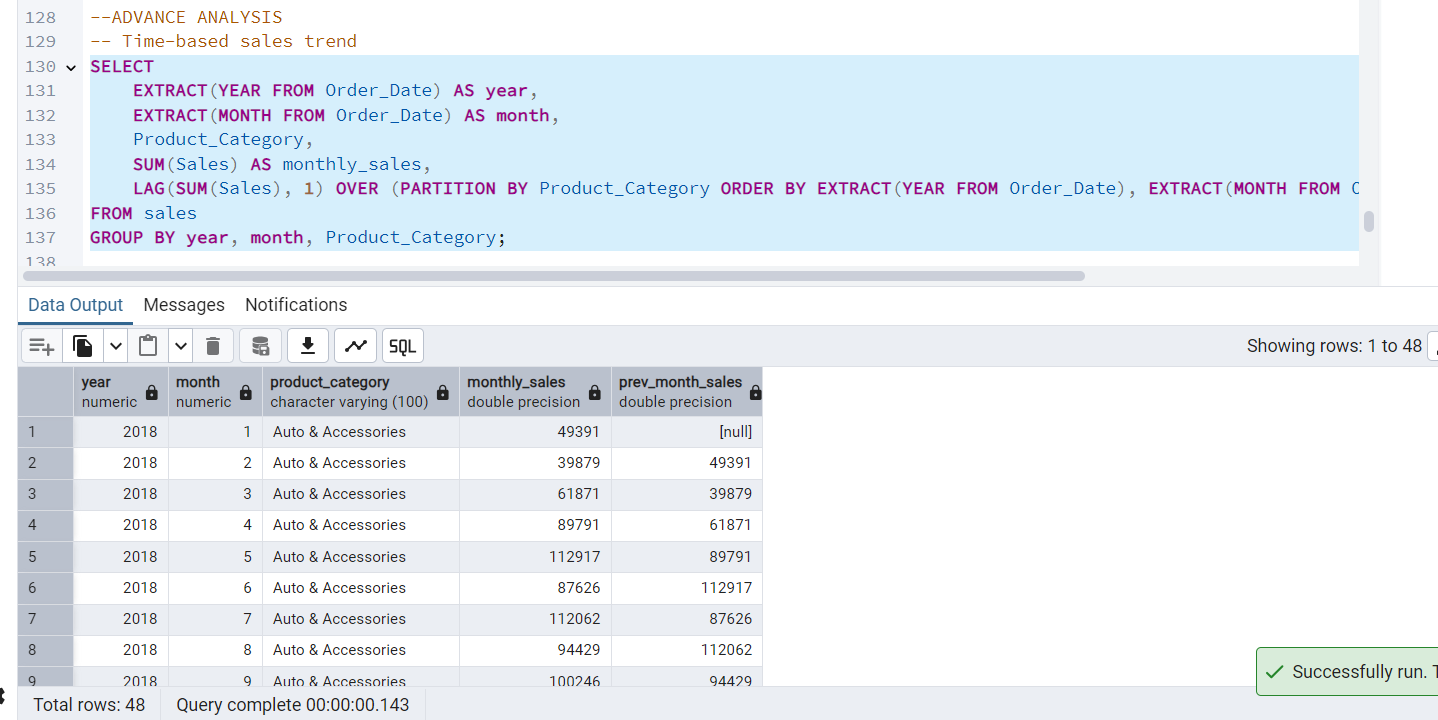 128 --ADVANCE ANALYSIS
129 -- Time-based sales trend
130 SELECT
131 EXTRACT(YEAR FROM Order_Date) AS year,
132 EXTRACT(MONTH FROM Order_Date) AS month,
133 Product_Category,
134 SUM(Sales) AS monthly_sales,
135 LAG(SUM(Sales), 1) OVER (PARTITION BY Product_Category ORDER BY EXTRACT(YEAR FROM Order_Date), EXTRACT(MONTH FROM
136 FROM sales
137 GROUP BY year, month, Product_Category;
138
Data Output Messages Notifications
SQL Showing rows: 1 to 48
year month product_category monthly_sales prev_month_sales
numeric numeric character varying (100) double precision double precision
1 2018 1 Auto & Accessories 49391 [null]
2 2018 2 Auto & Accessories 39879 49391
3 2018 3 Auto & Accessories 61871 39879
4 2018 4 Auto & Accessories 89791 61871
5 2018 5 Auto & Accessories 112917 89791
6 2018 6 Auto & Accessories 87626 112917
7 2018 7 Auto & Accessories 112062 87626
8 2018 8 Auto & Accessories 94429 112062
9 2018 9 Auto & Accessories 100246 94429
Successfully run.
Total rows: 48 Query complete 00:00:00.143